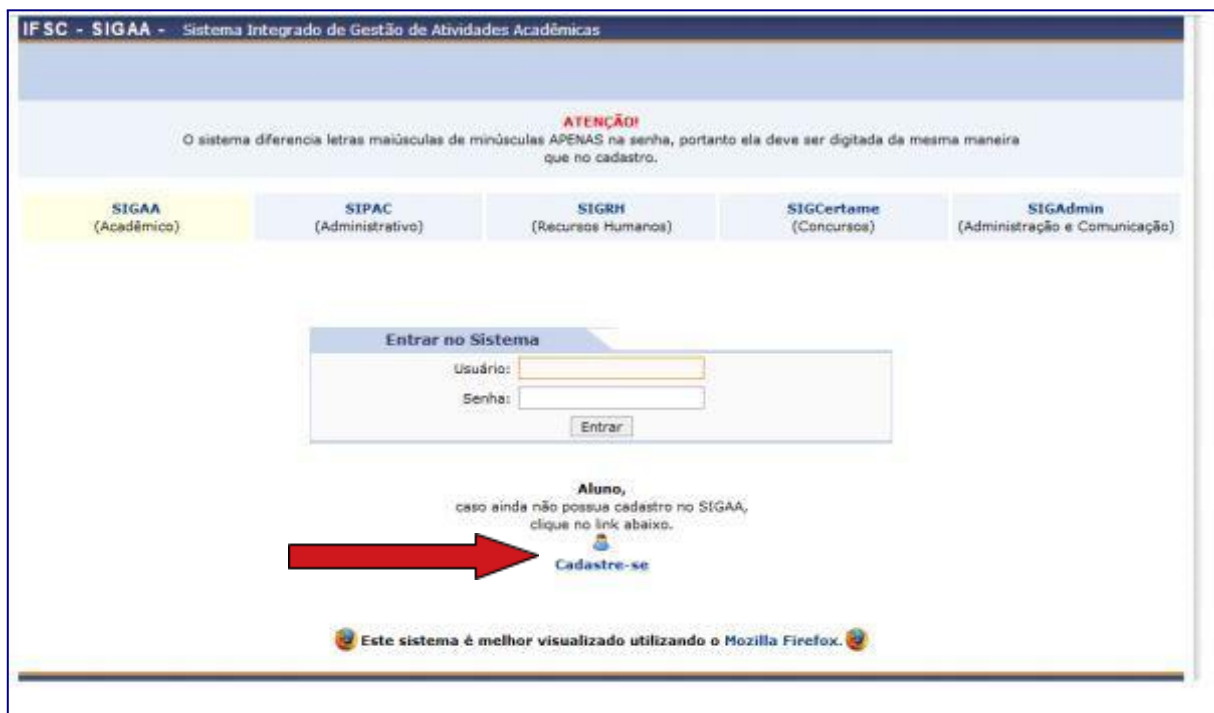 IFSC - SIGAA - Sistema Integrado de Gestão de Atividades Acadêmicas
ATENÇÃO!
O sistema diferencia letras maiúsculas de minúsculas APENAS na senha, portanto ela deve ser digitada da mesma maneira
que no cadastro.
SIGAA SIPAC SIGRH SIGCertame SIGAdmin
(Acadêmico) (Administrativo) (Recursos Humanos) (Concursos) (Administração e Comunicação)
Entrar no Sistema
Usuário:
Senha:
Entrar
Aluno,
caso ainda não possua cadastro no SIGAA,
clique no link abaixo.
Cadastre-se
Este sistema é melhor visualizado utilizando o Mozilla Firefox.